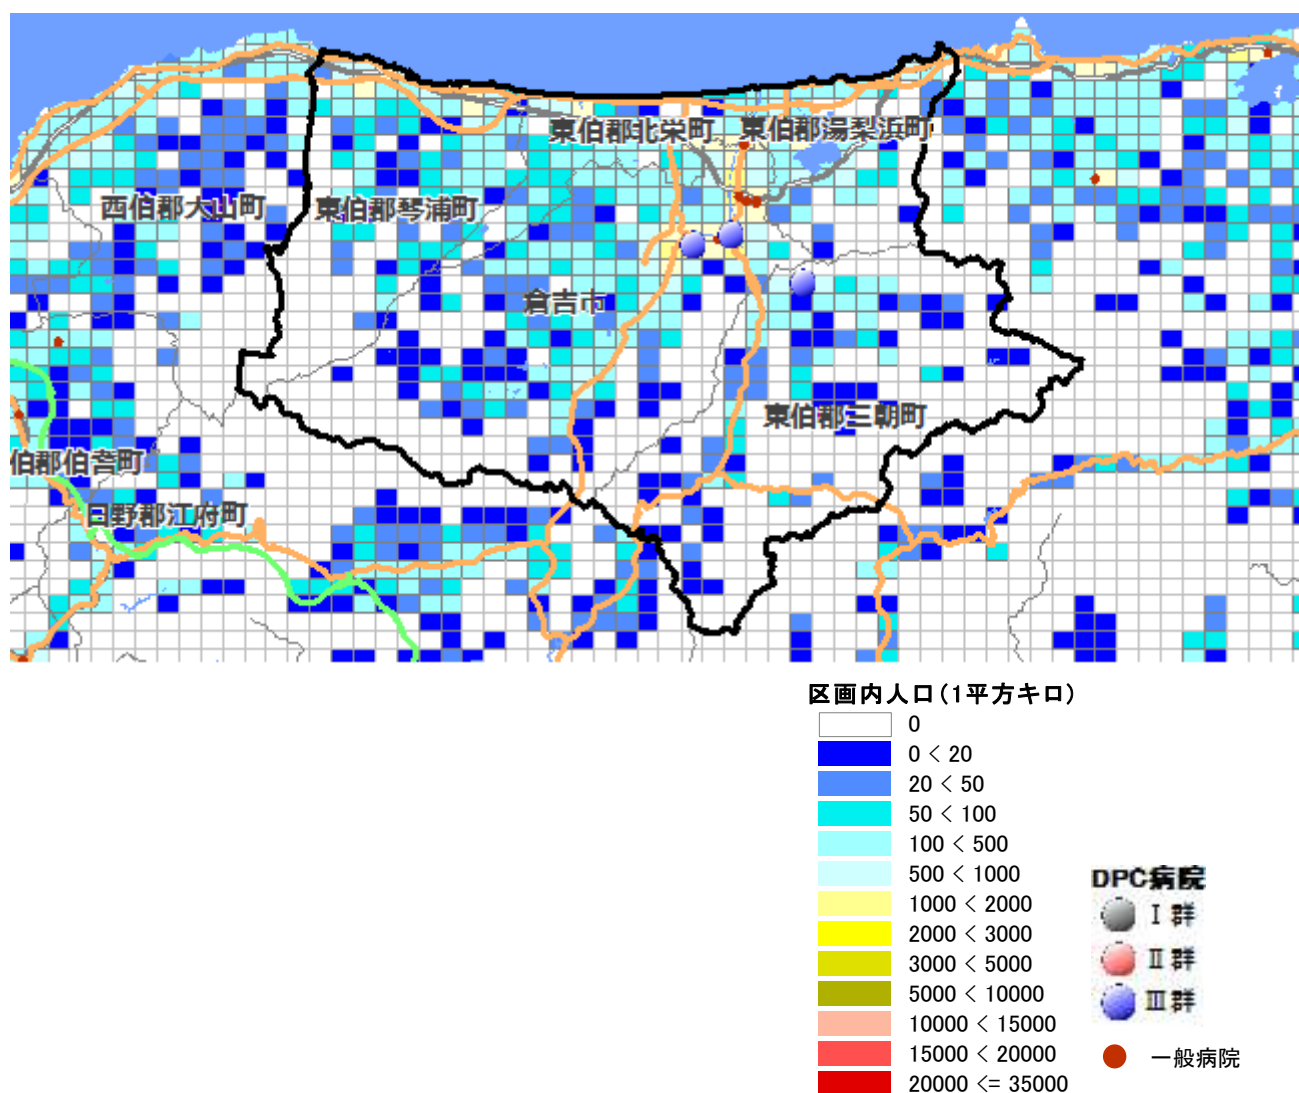 東伯郡北栄町
東伯郡湯梨浜町
西伯郡大山町
東伯郡琴浦町
倉吉市
東伯郡三朝町
伯郡伯耆町
日野郡江府町
区画内人口(1平方キロ)
0
0 < 20
20 < 50
50 < 100
100 < 500
500 < 1000
1000 < 2000
2000 < 3000
3000 < 5000
5000 < 10000
10000 < 15000
15000 < 20000
20000 <= 35000
DPC病院
Ⅰ群
Ⅱ群
Ⅲ群
一般病院